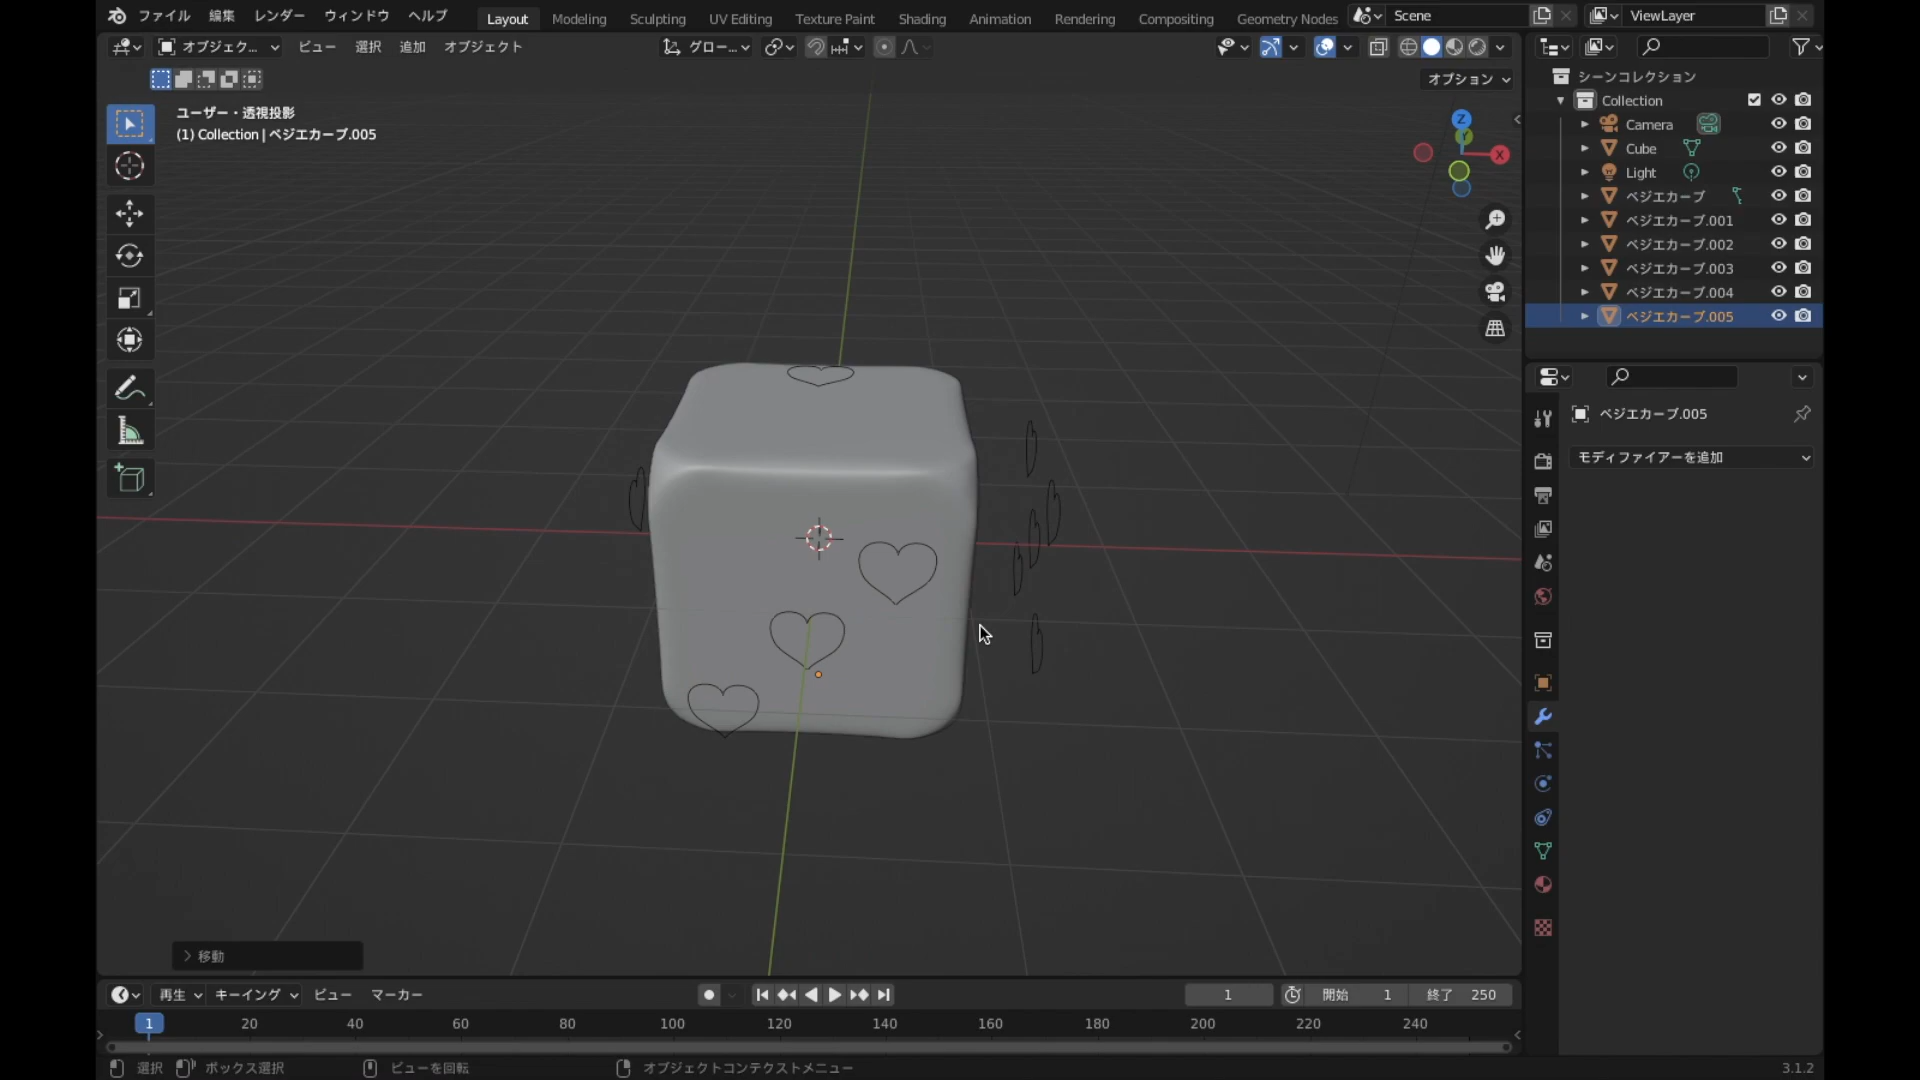 ファイル 編集 レンダー ウィンドウ ヘルプ Layout Modeling Sculpting UV Editing Texture Paint Shading Animation Rendering Compositing Geometry Nodes Scene ViewLayer
オブジェク... ビュー 選択 追加 オブジェクト グロー...
オプション
ユーザー・透視投影
(1) Collection | ベジエカーブ.005
Z
Y
X
シーンコレクション
Collection
Camera
Cube
Light
ベジエカーブ
ベジエカーブ.001
ベジエカーブ.002
ベジエカーブ.003
ベジエカーブ.004
ベジエカーブ.005
ベジエカーブ.005
モディファイアーを追加
移動
再生 キーイング ビュー マーカー 1 開始 1 終了 250
1 20 40 60 80 100 120 140 160 180 200 220 240
選択 ボックス選択 ビューを回転 オブジェクトコンテクストメニュー 3.1.2